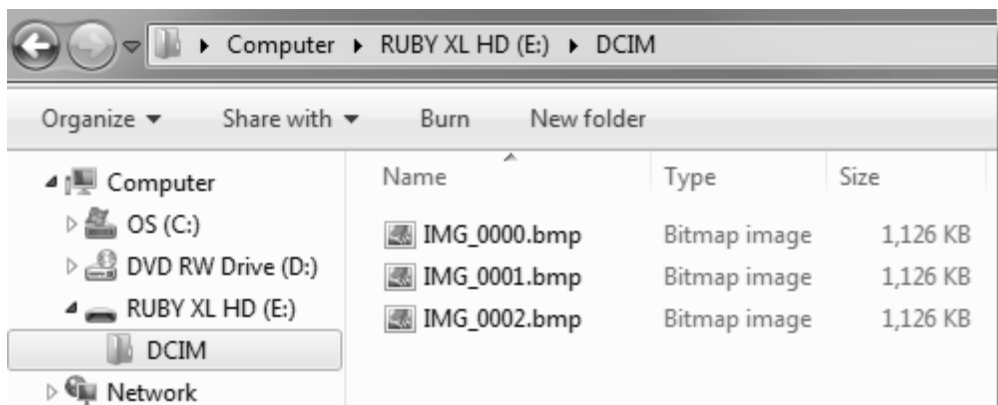 Computer RUBY XL HD (E:) DCIM
Organize Share with Burn New folder
Computer
OS (C:)
DVD RW Drive (D:)
RUBY XL HD (E:)
DCIM
Network
Name Type Size
IMG_0000.bmp Bitmap image 1,126 KB
IMG_0001.bmp Bitmap image 1,126 KB
IMG_0002.bmp Bitmap image 1,126 KB